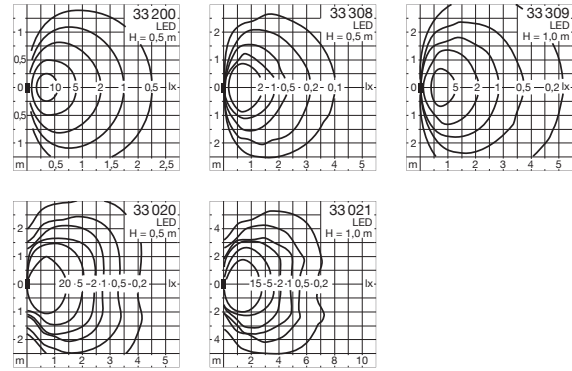 33 200
LED
H = 0,5 m
1
0,5
0 10 5 2 1 0,5 lx
0,5
1
m 0,5 1 1,5 2 2,5
33 308
LED
H = 0,5 m
2
1
0 2 1 0,5 0,2 0,1 lx
1
2
m 1 2 3 4 5
33 309
LED
H = 1,0 m
2
1
0 5 2 1 0,5 0,2 lx
1
2
m 1 2 3 4 5
33 020
LED
H = 0,5 m
2
1
0 20 5 2 1 0,5 0,2 lx
1
2
m 1 2 3 4 5
33 021
LED
H = 1,0 m
4
2
0 15 5 2 1 0,5 0,2 lx
2
4
m 2 4 6 8 10